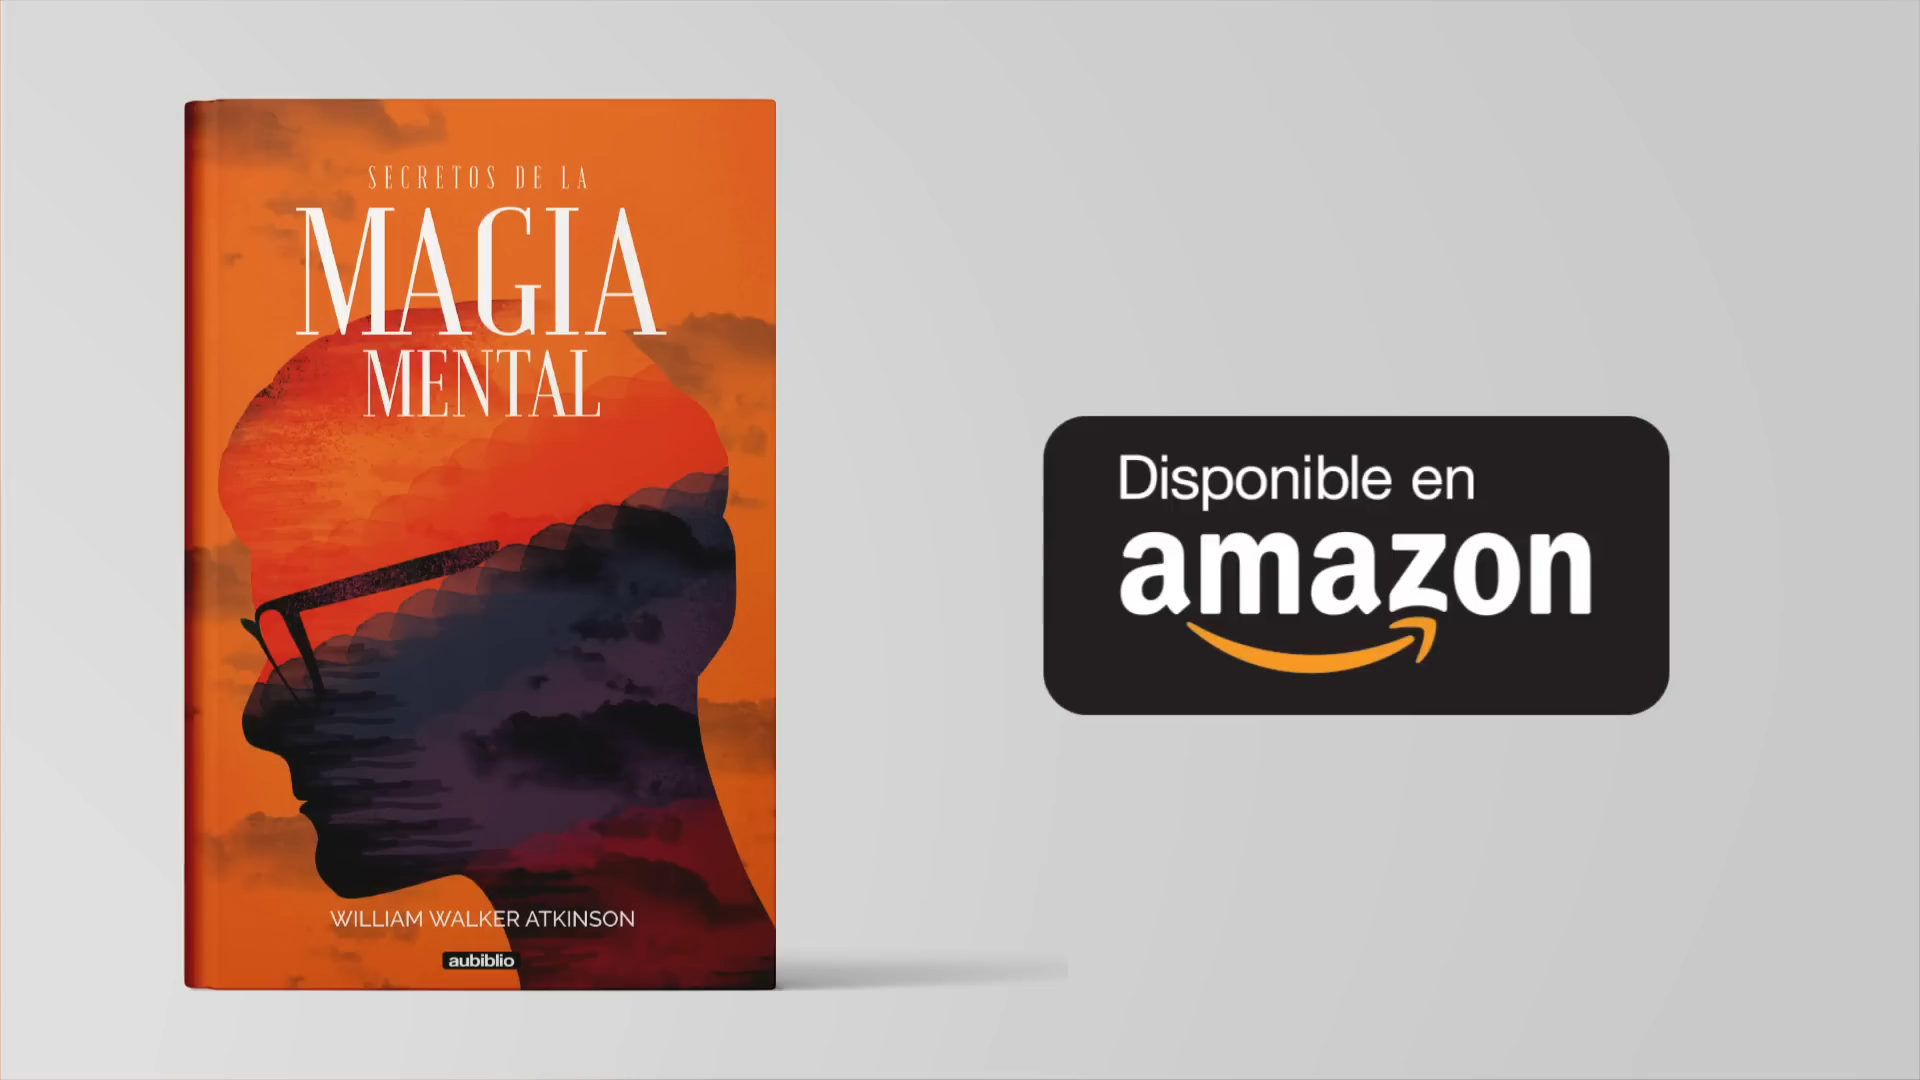 SECRETOS DE LA
MAGIA
MENTAL
WILLIAM WALKER ATKINSON
aubiblio
Disponible en
amazon